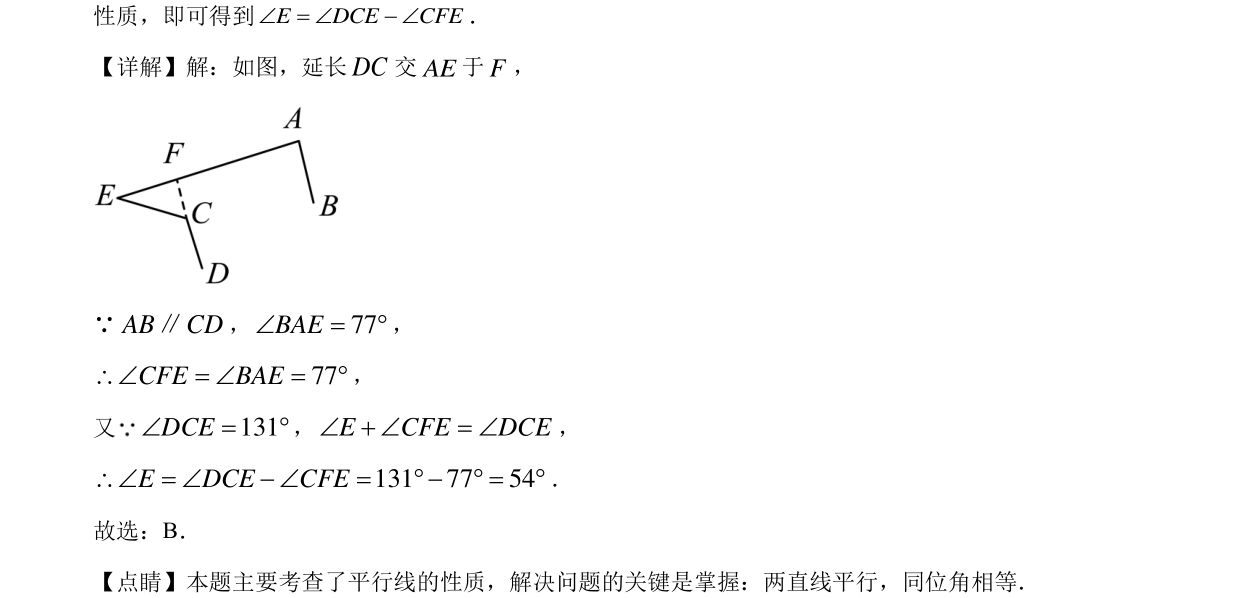 性质，即可得到∠E = ∠DCE − ∠CFE．
【详解】解：如图，延长DC 交 AE 于 F，
A
F
E
C
B
D
∵ AB∥CD，∠BAE = 77°，
∴∠CFE = ∠BAE = 77°，
又∵∠DCE = 131°，∠E + ∠CFE = ∠DCE，
∴∠E = ∠DCE − ∠CFE = 131° − 77° = 54°．
故选：B．
【点睛】本题主要考查了平行线的性质，解决问题的关键是掌握：两直线平行，同位角相等．